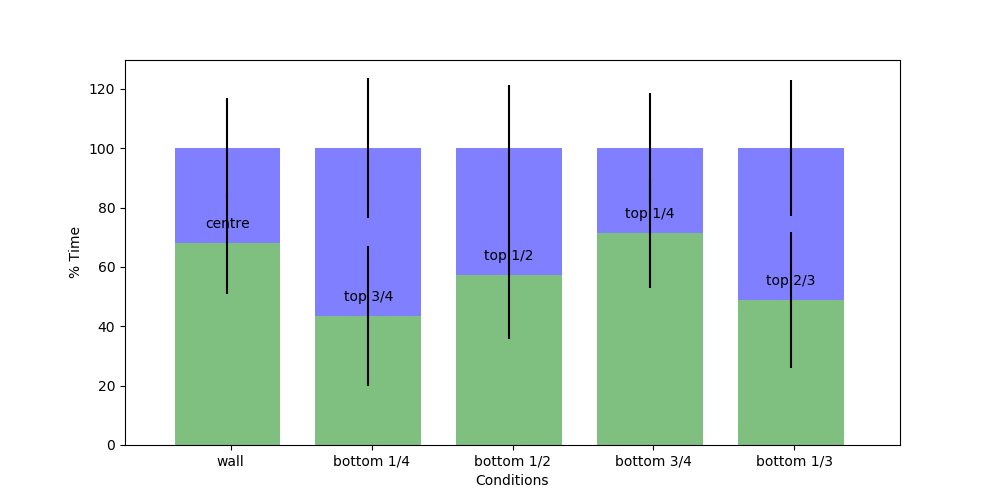 120
100
80
60
40
20
0
% Time
centre
top 3/4
top 1/2
top 1/4
top 2/3
wall
bottom 1/4
bottom 1/2
bottom 3/4
bottom 1/3
Conditions